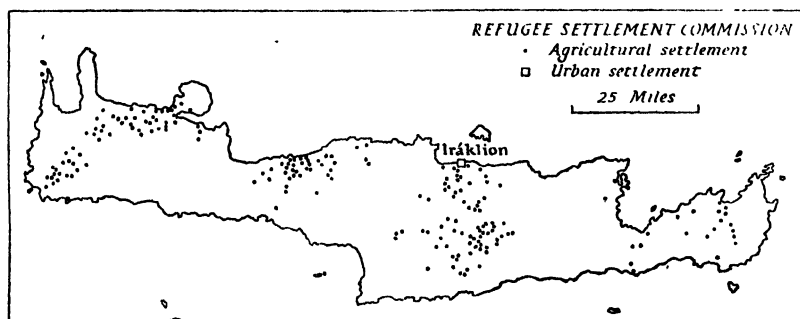 REFUGEE SETTLEMENT COMMISSION
Agricultural settlement
Urban settlement
25 Miles
Iráklion